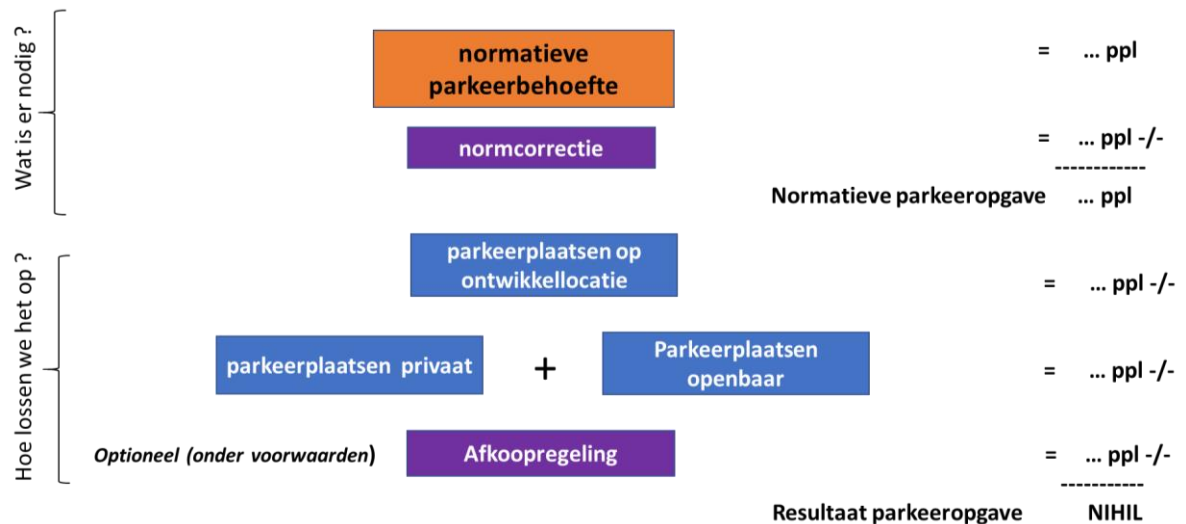 Wat is er nodig ?
normatieve
parkeerbehoefte
= ... ppl
normcorrectie
= ... ppl -/-
------------
Normatieve parkeeropgave ... ppl
Hoe lossen we het op ?
parkeerplaatsen op
ontwikkellocatie
= ... ppl -/-
parkeerplaatsen privaat
+
Parkeerplaatsen
openbaar
= ... ppl -/-
Optioneel (onder voorwaarden)
Afkoopregeling
= ... ppl -/-
-----------
Resultaat parkeeropgave NIHIL